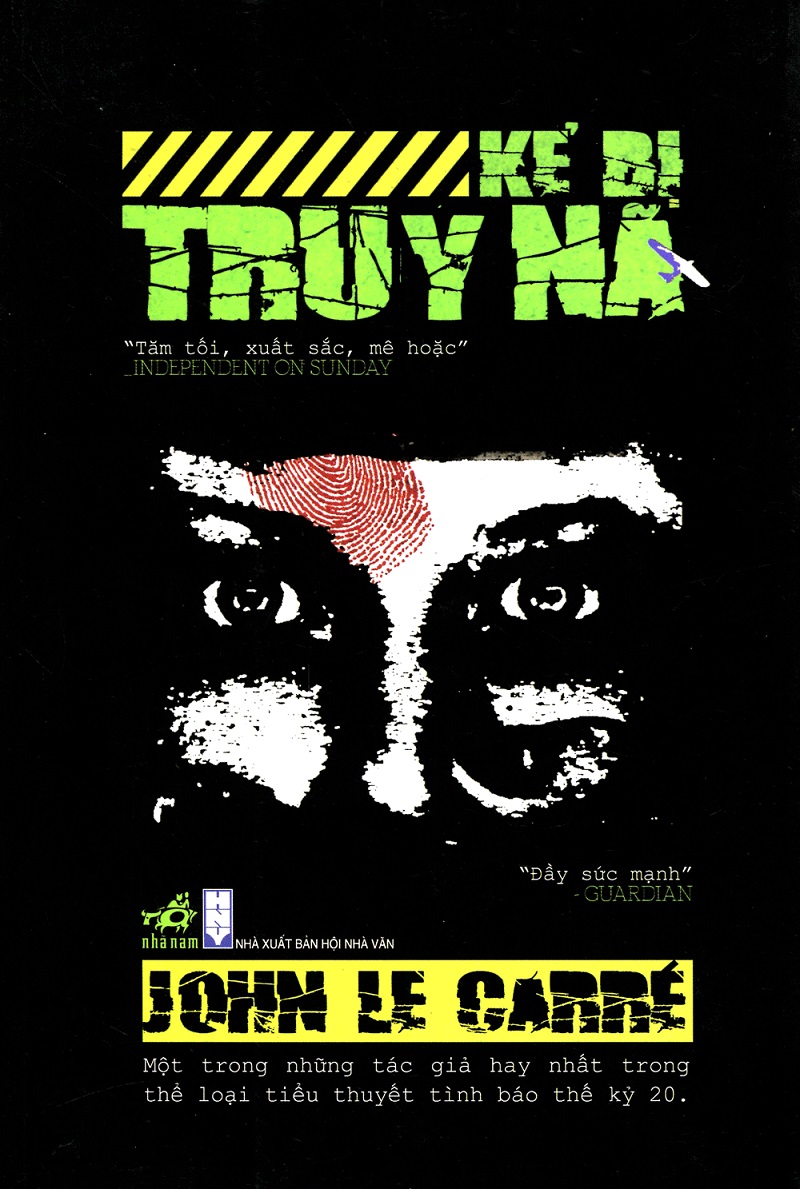 KẺ BỊ
TRUY NÃ
“Tăm tối, xuất sắc, mê hoặc”
_INDEPENDENT ON SUNDAY
“Đầy sức mạnh”
- GUARDIAN
nhã nam
NHÀ XUẤT BẢN HỘI NHÀ VĂN
JOHN LE CARRÉ
Một trong những tác giả hay nhất trong
thể loại tiểu thuyết tình báo thế kỷ 20.